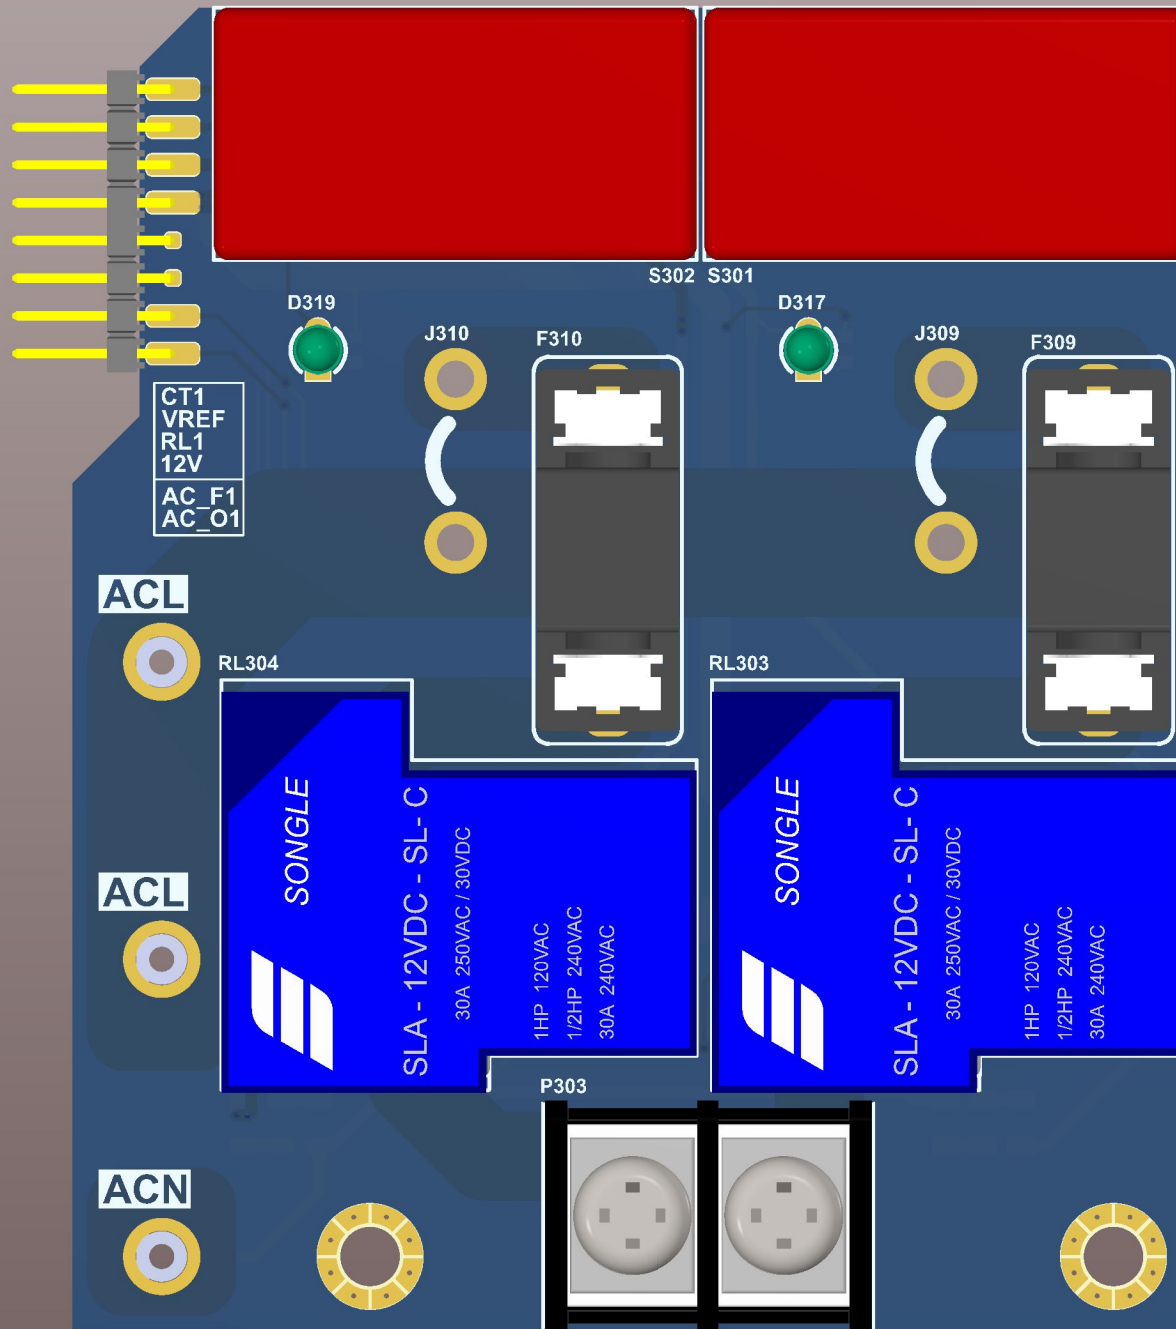 S302 S301
D319
D317
J310
F310
J309
F309
CT1
VREF
RL1
12V
AC_F1
AC_O1
ACL
RL304
RL303
SONGLE
SLA - 12VDC - SL- C
30A 250VAC / 30VDC
1HP 120VAC
1/2HP 240VAC
30A 240VAC
SONGLE
SLA - 12VDC - SL- C
30A 250VAC / 30VDC
1HP 120VAC
1/2HP 240VAC
30A 240VAC
ACL
P303
ACN